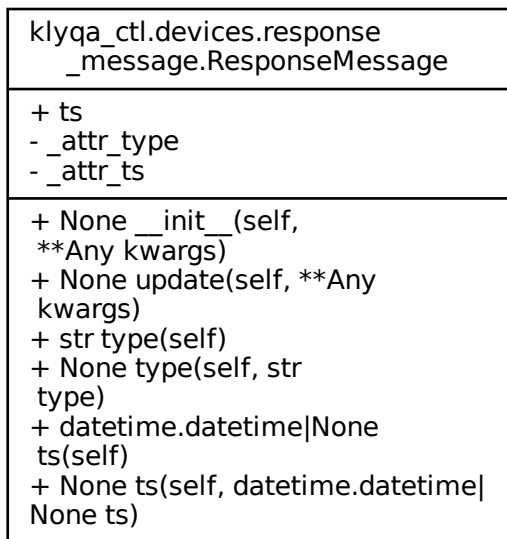 klyqa_ctl.devices.response
_message.ResponseMessage
+ ts
- _attr_type
- _attr_ts
+ None __init__(self,
**Any kwargs)
+ None update(self, **Any
kwargs)
+ str type(self)
+ None type(self, str
type)
+ datetime.datetime|None
ts(self)
+ None ts(self, datetime.datetime|
None ts)